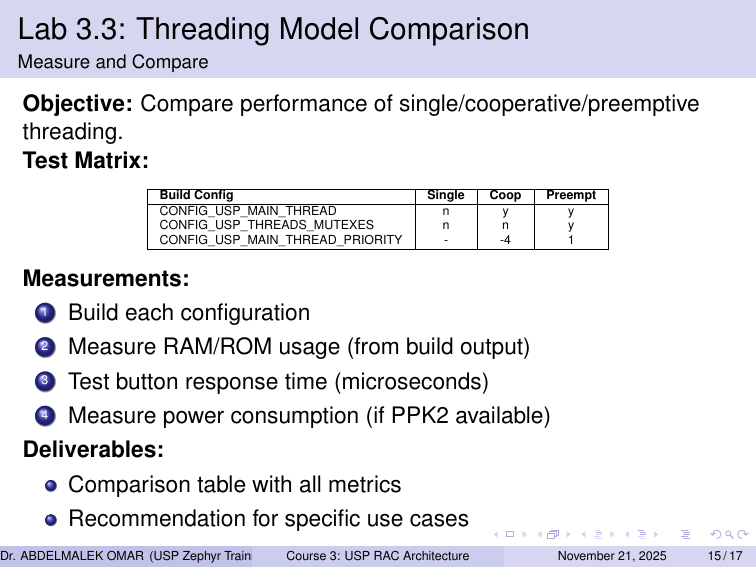 Lab 3.3: Threading Model Comparison
Measure and Compare
Objective: Compare performance of single/cooperative/preemptive
threading.
Test Matrix:
Build Config Single Coop Preempt
CONFIG_USP_MAIN_THREAD n y y
CONFIG_USP_THREADS_MUTEXES n n y
CONFIG_USP_MAIN_THREAD_PRIORITY - -4 1
Measurements:
1 Build each configuration
2 Measure RAM/ROM usage (from build output)
3 Test button response time (microseconds)
4 Measure power consumption (if PPK2 available)
Deliverables:
Comparison table with all metrics
Recommendation for specific use cases
Dr. ABDELMALEK OMAR (USP Zephyr Train Course 3: USP RAC Architecture November 21, 2025 15 / 17